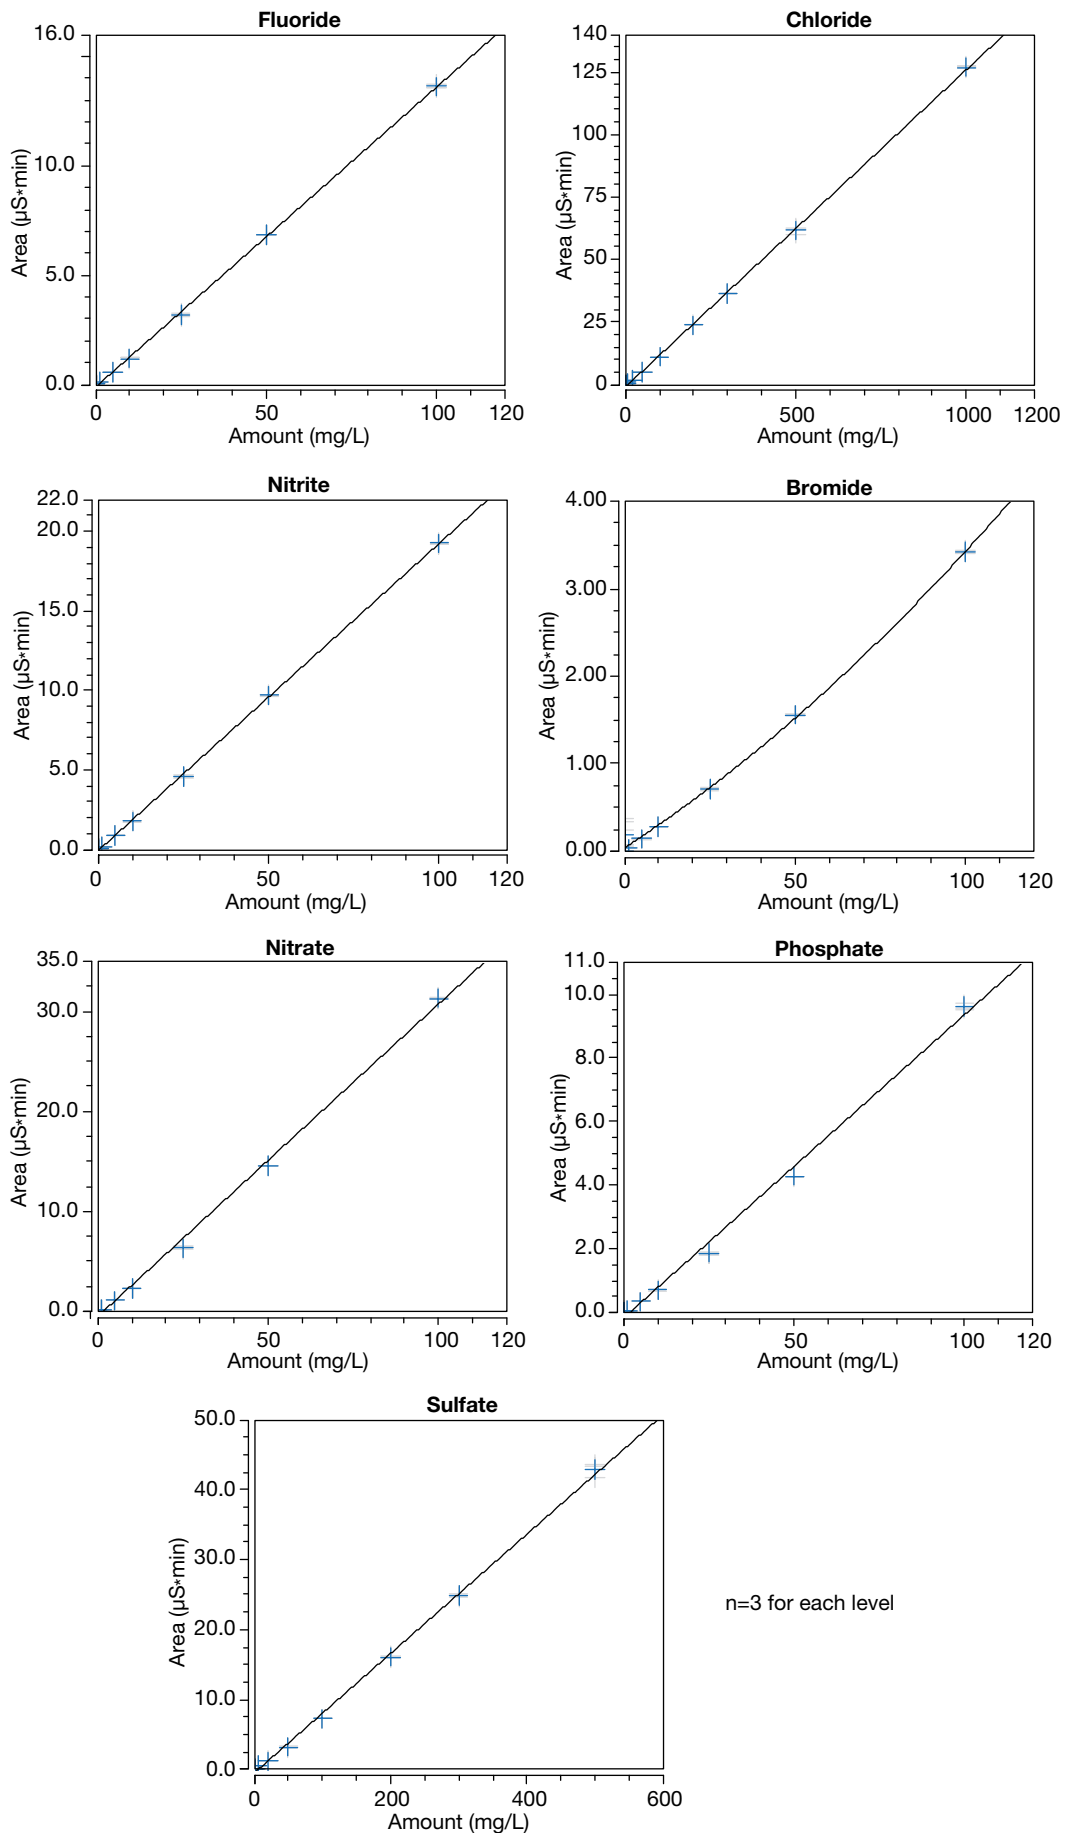 Fluoride
16.0
10.0
5.0
0.0
Area (µS*min)
0 50 100 120
Amount (mg/L)
Chloride
140
125
100
75
50
25
0
Area (µS*min)
0 500 1000 1200
Amount (mg/L)
Nitrite
22.0
20.0
15.0
10.0
5.0
0.0
Area (µS*min)
0 50 100 120
Amount (mg/L)
Bromide
4.00
3.00
2.00
1.00
0.00
Area (µS*min)
0 50 100 120
Amount (mg/L)
Nitrate
35.0
30.0
20.0
10.0
0.0
Area (µS*min)
0 50 100 120
Amount (mg/L)
Phosphate
11.0
10.0
8.0
6.0
4.0
2.0
0.0
Area (µS*min)
0 50 100 120
Amount (mg/L)
Sulfate
50.0
40.0
30.0
20.0
10.0
0.0
Area (µS*min)
0 200 400 600
Amount (mg/L)
n=3 for each level